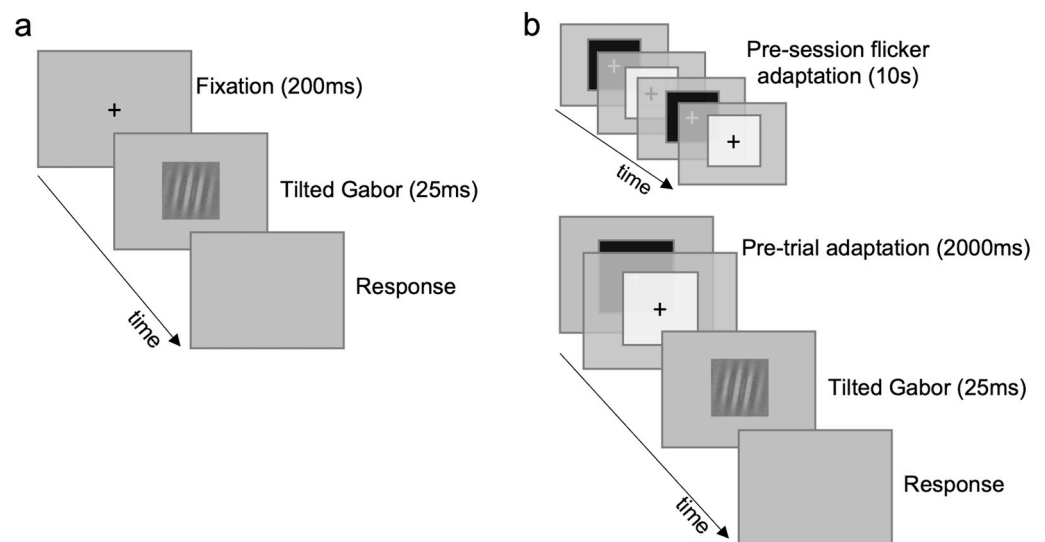 a
Fixation (200ms)
Tilted Gabor (25ms)
Response
time
b
Pre-session flicker
adaptation (10s)
time
Pre-trial adaptation (2000ms)
Tilted Gabor (25ms)
Response
time